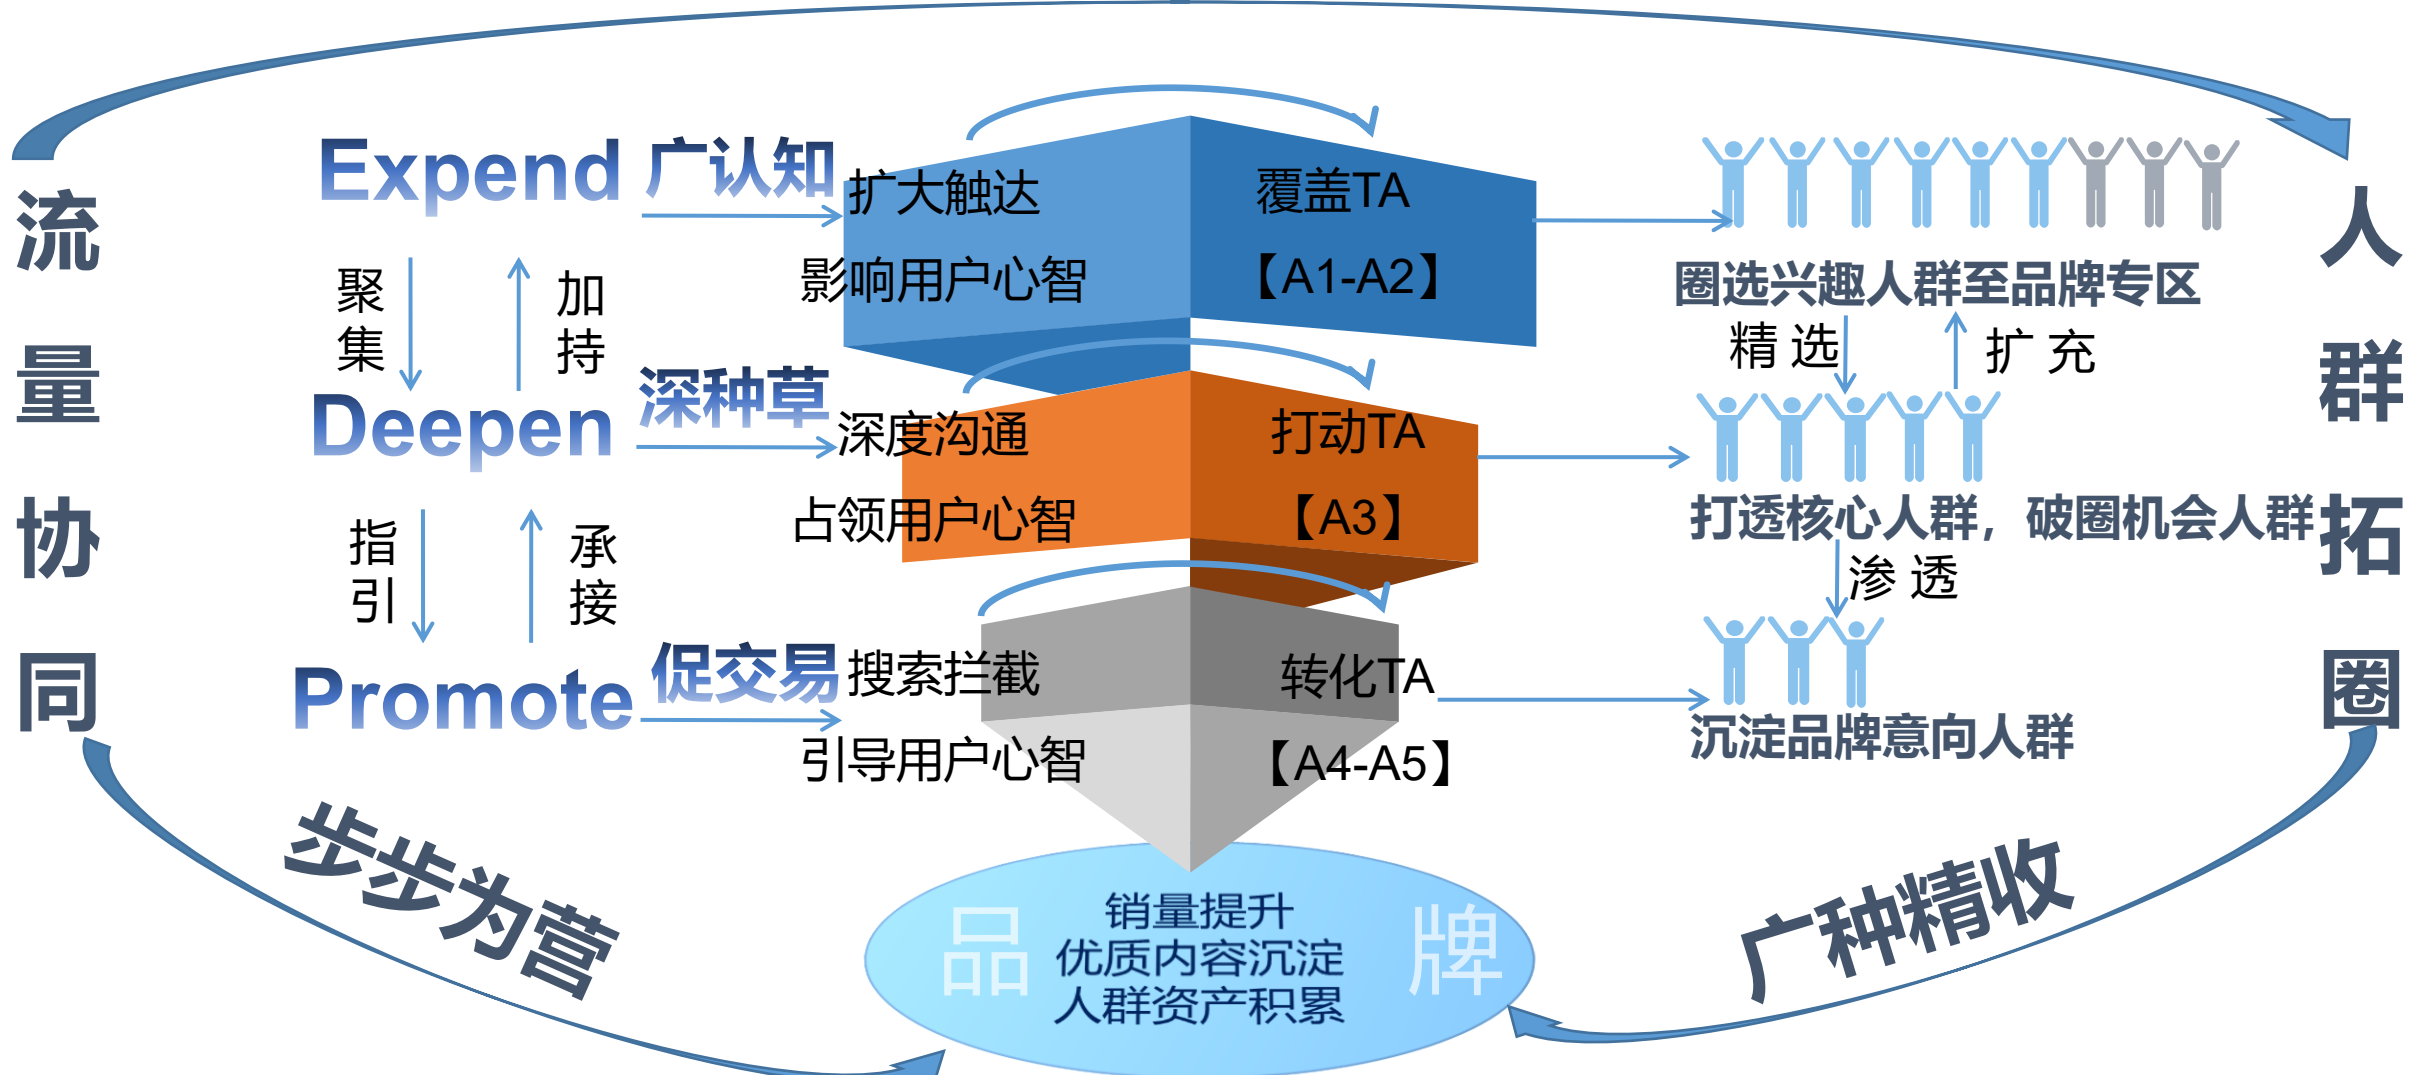 流
量
协
同
Expend
广认知
扩大触达
影响用户心智
覆盖TA
【A1-A2】
圈选兴趣人群至品牌专区
聚
集
加
持
精 选
扩 充
Deepen
深种草
深度沟通
占领用户心智
打动TA
【A3】
打透核心人群，破圈机会人群
指
引
承
接
渗 透
Promote
促交易
搜索拦截
引导用户心智
转化TA
【A4-A5】
沉淀品牌意向人群
人
群
拓
圈
步步为营
品
销量提升
优质内容沉淀
人群资产积累
牌
广种精收